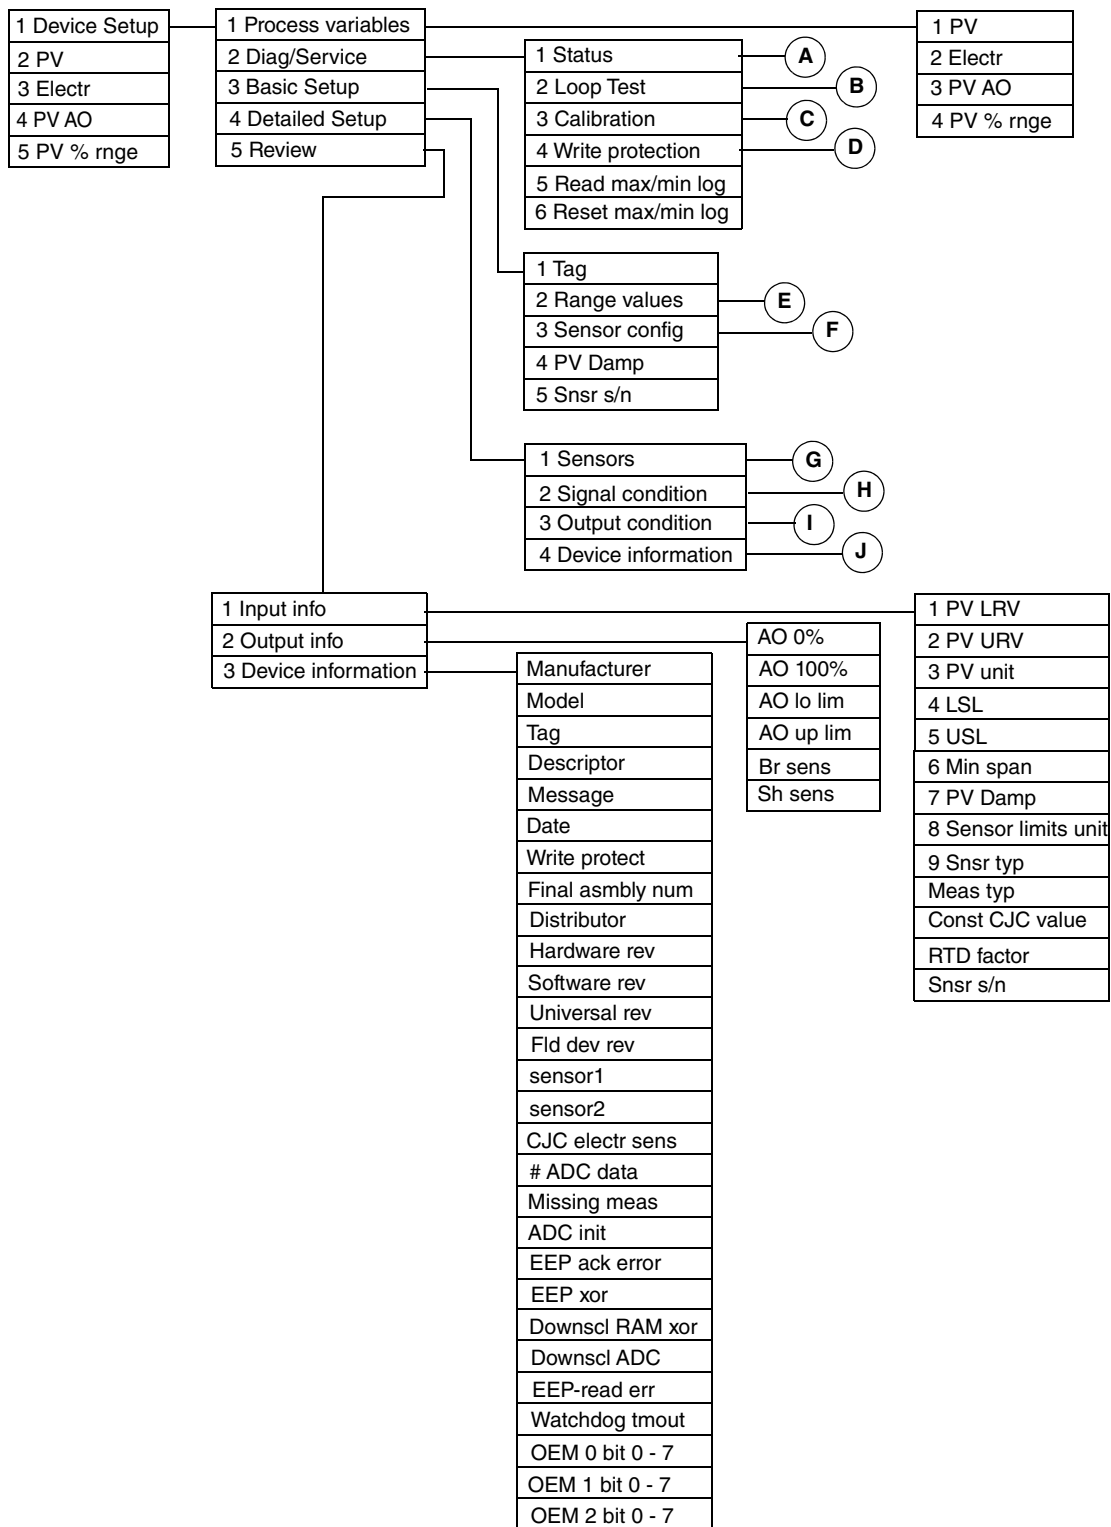 1 Device Setup
2 PV
3 Electr
4 PV AO
5 PV % rnge
1 Process variables
2 Diag/Service
3 Basic Setup
4 Detailed Setup
5 Review
1 Status
2 Loop Test
3 Calibration
4 Write protection
5 Read max/min log
6 Reset max/min log
A
B
C
D
1 PV
2 Electr
3 PV AO
4 PV % rnge
1 Tag
2 Range values
3 Sensor config
4 PV Damp
5 Snsr s/n
E
F
1 Sensors
2 Signal condition
3 Output condition
4 Device information
G
H
I
J
1 Input info
2 Output info
3 Device information
Manufacturer
Model
Tag
Descriptor
Message
Date
Write protect
Final asmbly num
Distributor
Hardware rev
Software rev
Universal rev
Fld dev rev
sensor1
sensor2
CJC electr sens
# ADC data
Missing meas
ADC init
EEP ack error
EEP xor
Downscl RAM xor
Downscl ADC
EEP-read err
Watchdog tmout
OEM 0 bit 0 - 7
OEM 1 bit 0 - 7
OEM 2 bit 0 - 7
AO 0%
AO 100%
AO lo lim
AO up lim
Br sens
Sh sens
1 PV LRV
2 PV URV
3 PV unit
4 LSL
5 USL
6 Min span
7 PV Damp
8 Sensor limits unit
9 Snsr typ
Meas typ
Const CJC value
RTD factor
Snsr s/n